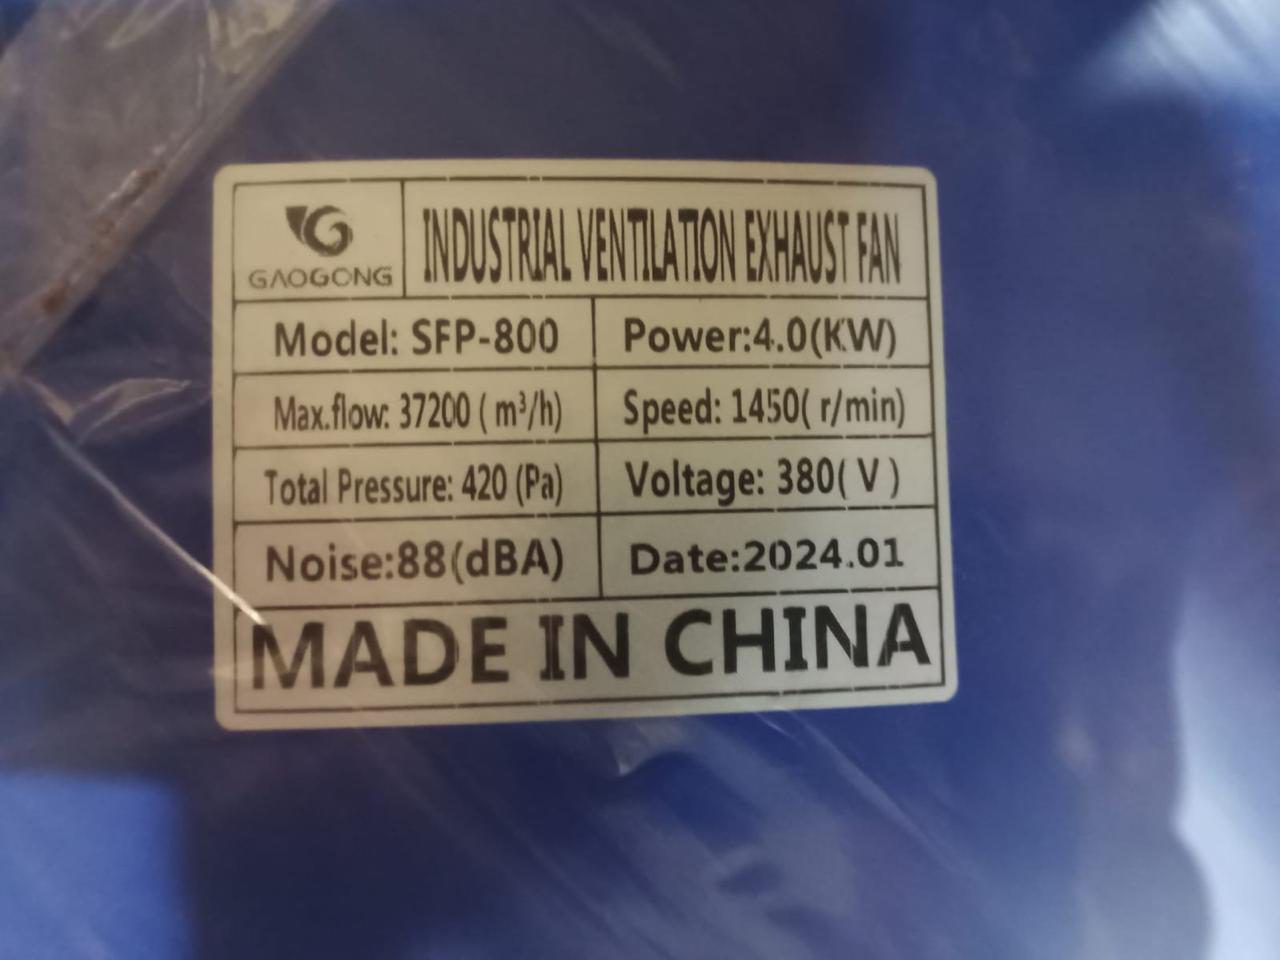 GAOGONG
INDUSTRIAL VENTILATION EXHAUST FAN
Model: SFP-800
Power:4.0(KW)
Max.flow: 37200 ( m³/h)
Speed: 1450( r/min)
Total Pressure: 420 (Pa)
Voltage: 380( V )
Noise:88(dBA)
Date:2024.01
MADE IN CHINA